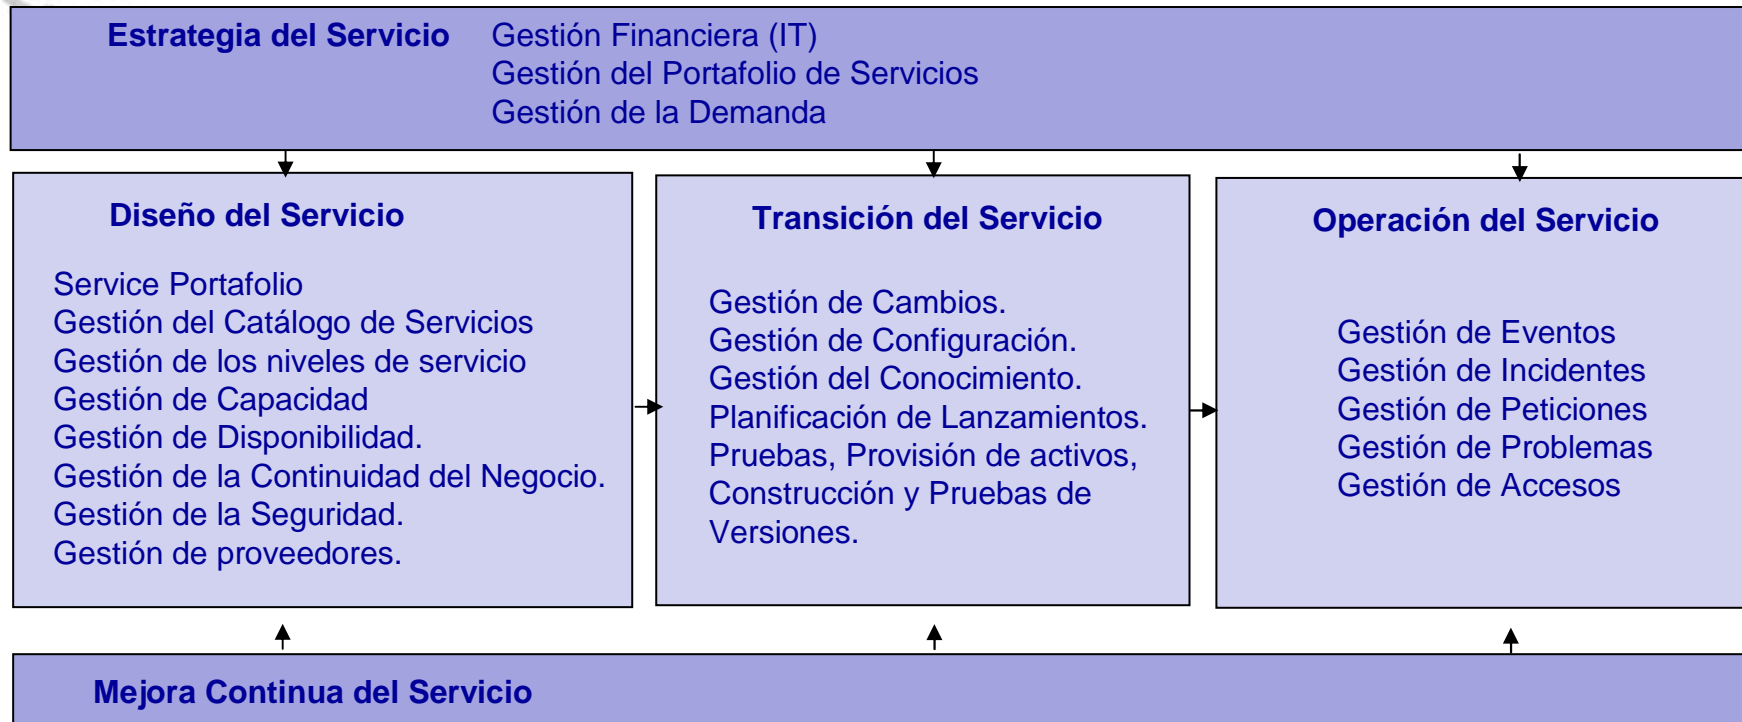 Estrategia del Servicio Gestión Financiera (IT)
Gestión del Portafolio de Servicios
Gestión de la Demanda
Diseño del Servicio
Service Portafolio
Gestión del Catálogo de Servicios
Gestión de los niveles de servicio
Gestión de Capacidad
Gestión de Disponibilidad.
Gestión de la Continuidad del Negocio.
Gestión de la Seguridad.
Gestión de proveedores.
Transición del Servicio
Gestión de Cambios.
Gestión de Configuración.
Gestión del Conocimiento.
Planificación de Lanzamientos.
Pruebas, Provisión de activos,
Construcción y Pruebas de
Versiones.
Operación del Servicio
Gestión de Eventos
Gestión de Incidentes
Gestión de Peticiones
Gestión de Problemas
Gestión de Accesos
Mejora Continua del Servicio